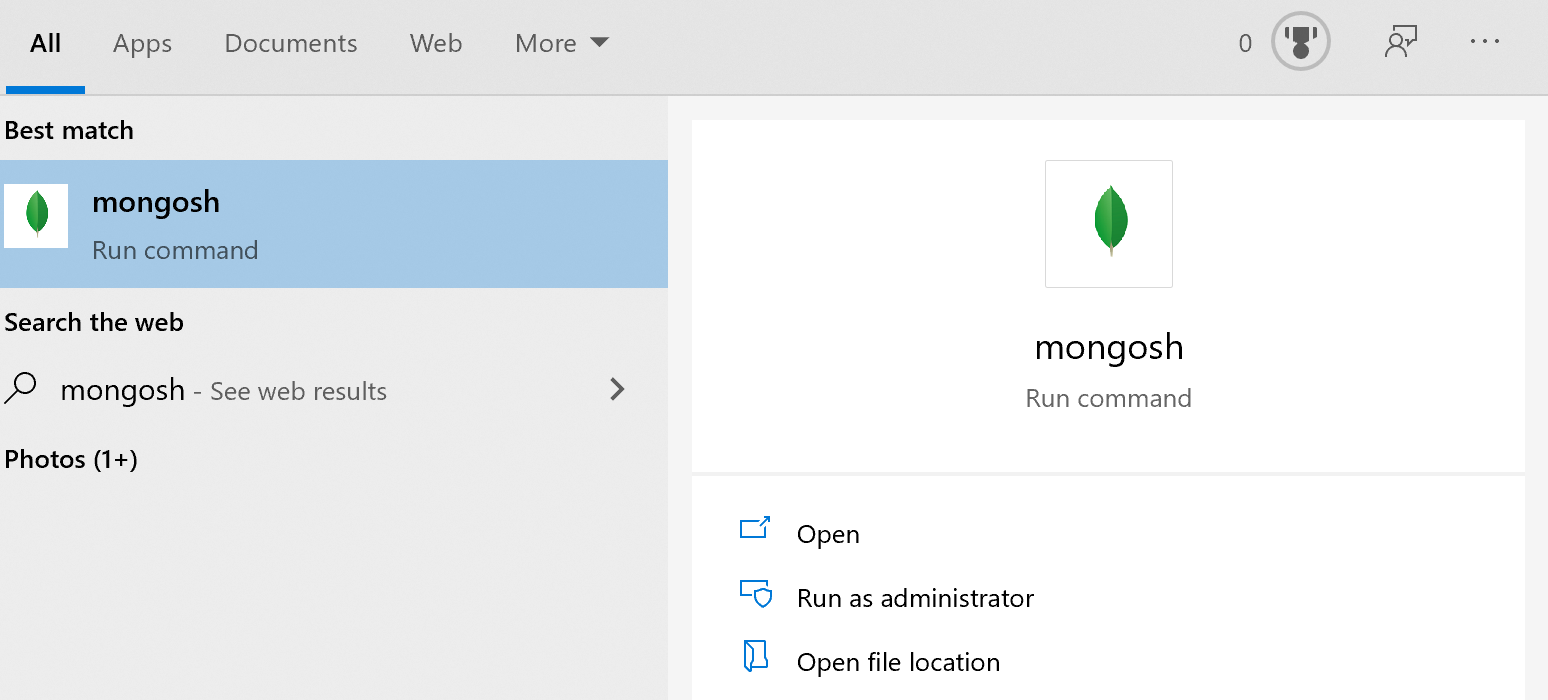 All Apps Documents Web More 0 ...
Best match
mongosh
Run command
Search the web
mongosh - See web results
Photos (1+)
mongosh
Run command
Open
Run as administrator
Open file location